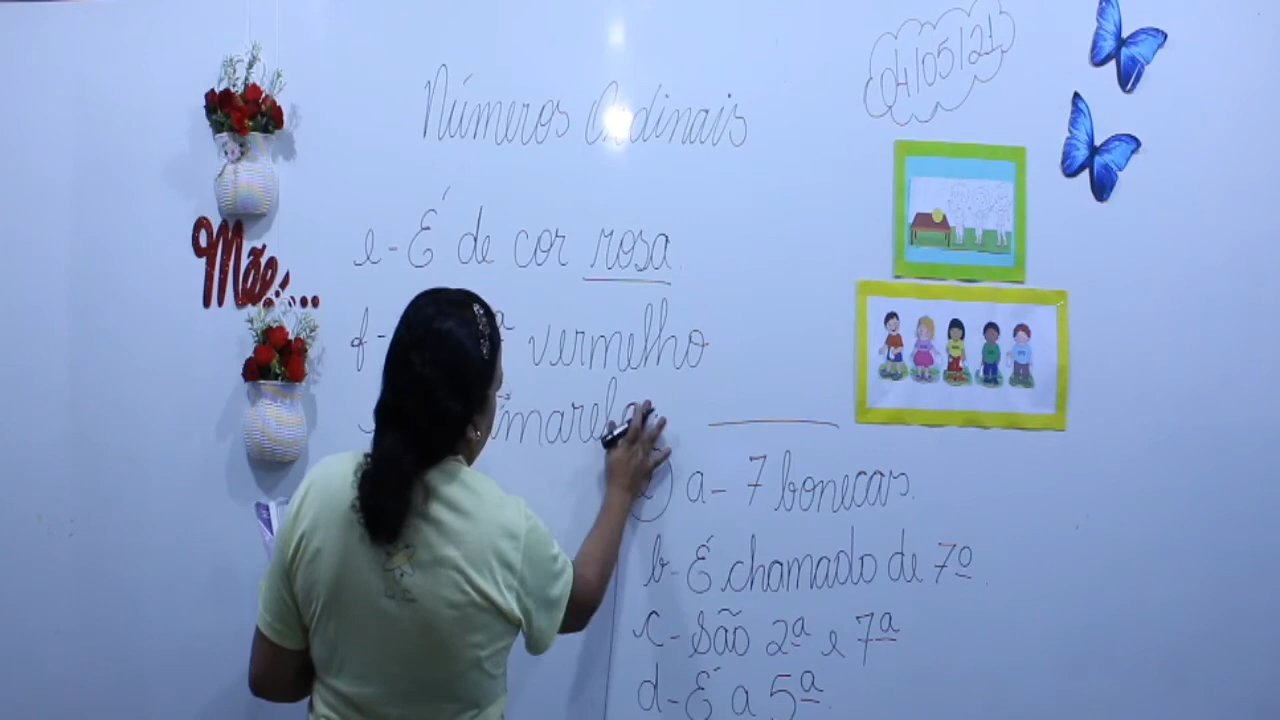 04/05/21
Números Ordinais
Mãe...
e- É de cor rosa.
f- ª vermelho
a- 7 bonecas.
b- É chamado de 7º.
c- São 2ª e 7ª
d- É a 5ª.